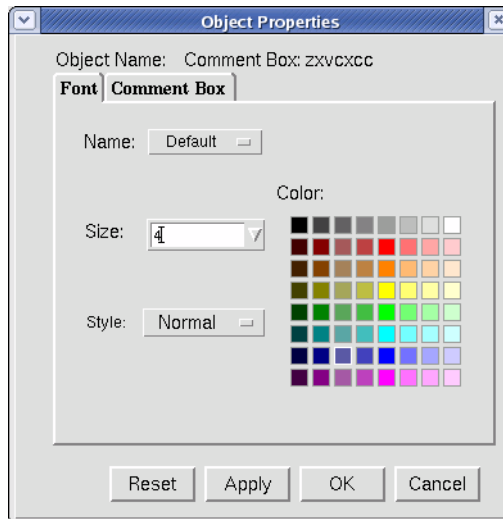 Object Properties
Object Name: Comment Box: zxvcxcc
Font Comment Box
Name: Default
Color:
Size: 4
Style: Normal
Reset Apply OK Cancel